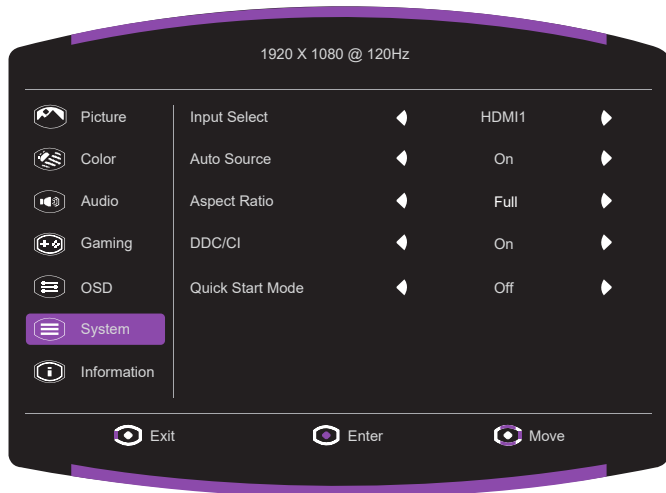 1920 X 1080 @ 120Hz
Picture
Input Select HDMI1
Color
Auto Source On
Audio
Aspect Ratio Full
Gaming
DDC/CI On
OSD
Quick Start Mode Off
System
Information
Exit Enter Move